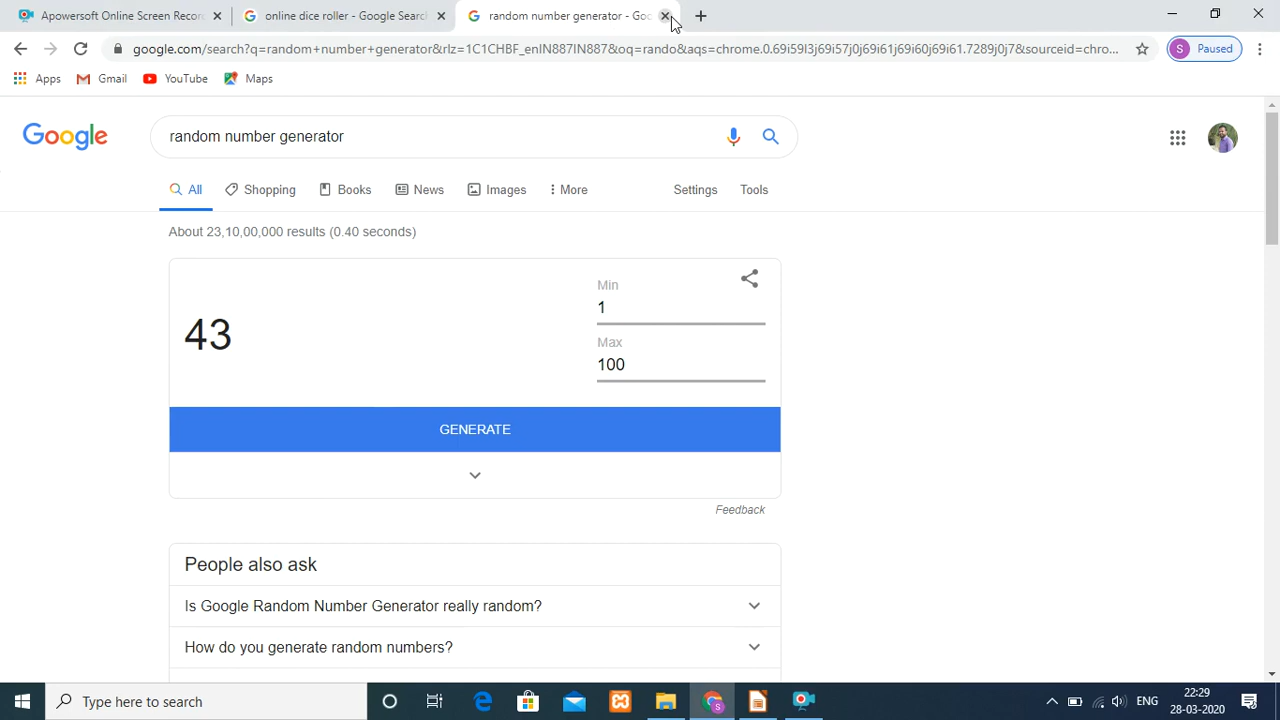 Apowersoft Online Screen Recor
online dice roller - Google Search
random number generator - Goo
google.com/search?q=random+number+generator&rlz=1C1CHBF_enIN887IN887&oq=rando&aqs=chrome.0.69i59l3j69i57j0j69i61j69i60j69i61.7289j0j7&sourceid=chro...
S Paused
Apps Gmail YouTube Maps
Google
random number generator
All Shopping Books News Images More Settings Tools
About 23,10,00,000 results (0.40 seconds)
43
Min
1
Max
100
GENERATE
Feedback
People also ask
Is Google Random Number Generator really random?
How do you generate random numbers?
Type here to search
ENG
22:29
28-03-2020